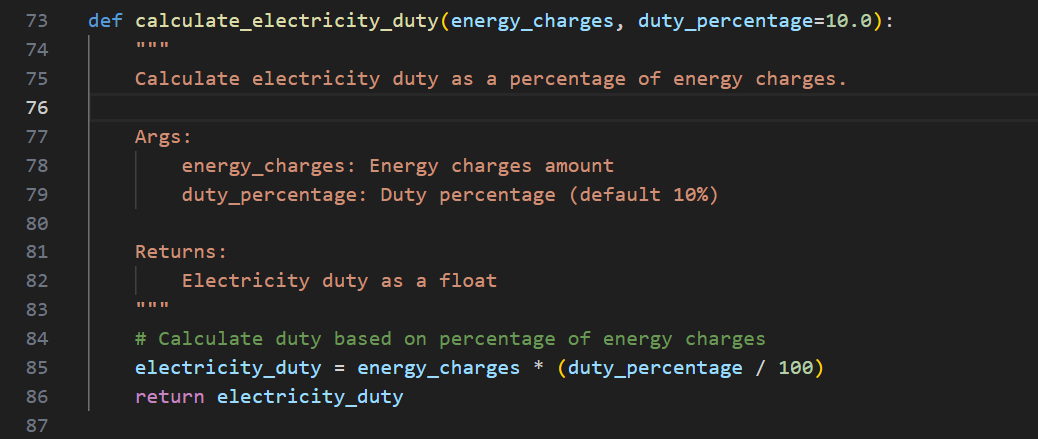 73 def calculate_electricity_duty(energy_charges, duty_percentage=10.0):
74     """
75     Calculate electricity duty as a percentage of energy charges.
76
77     Args:
78         energy_charges: Energy charges amount
79         duty_percentage: Duty percentage (default 10%)
80
81     Returns:
82         Electricity duty as a float
83     """
84     # Calculate duty based on percentage of energy charges
85     electricity_duty = energy_charges * (duty_percentage / 100)
86     return electricity_duty
87